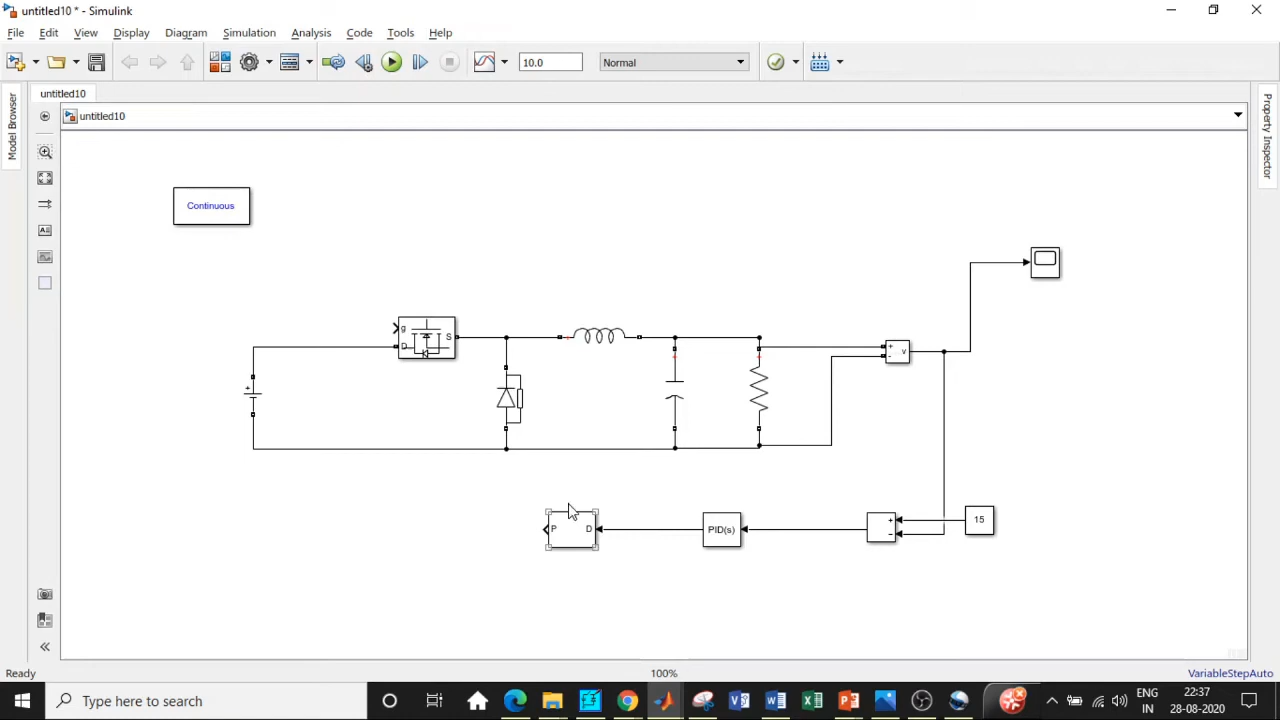 untitled10 * - Simulink
File Edit View Display Diagram Simulation Analysis Code Tools Help
10.0
Normal
untitled10
untitled10
Model Browser
Property Inspector
Continuous
g
D
S
+
+
-
v
P
D
PID(s)
+
-
15
Ready
100%
VariableStepAuto
Type here to search
ENG
IN
22:37
28-08-2020